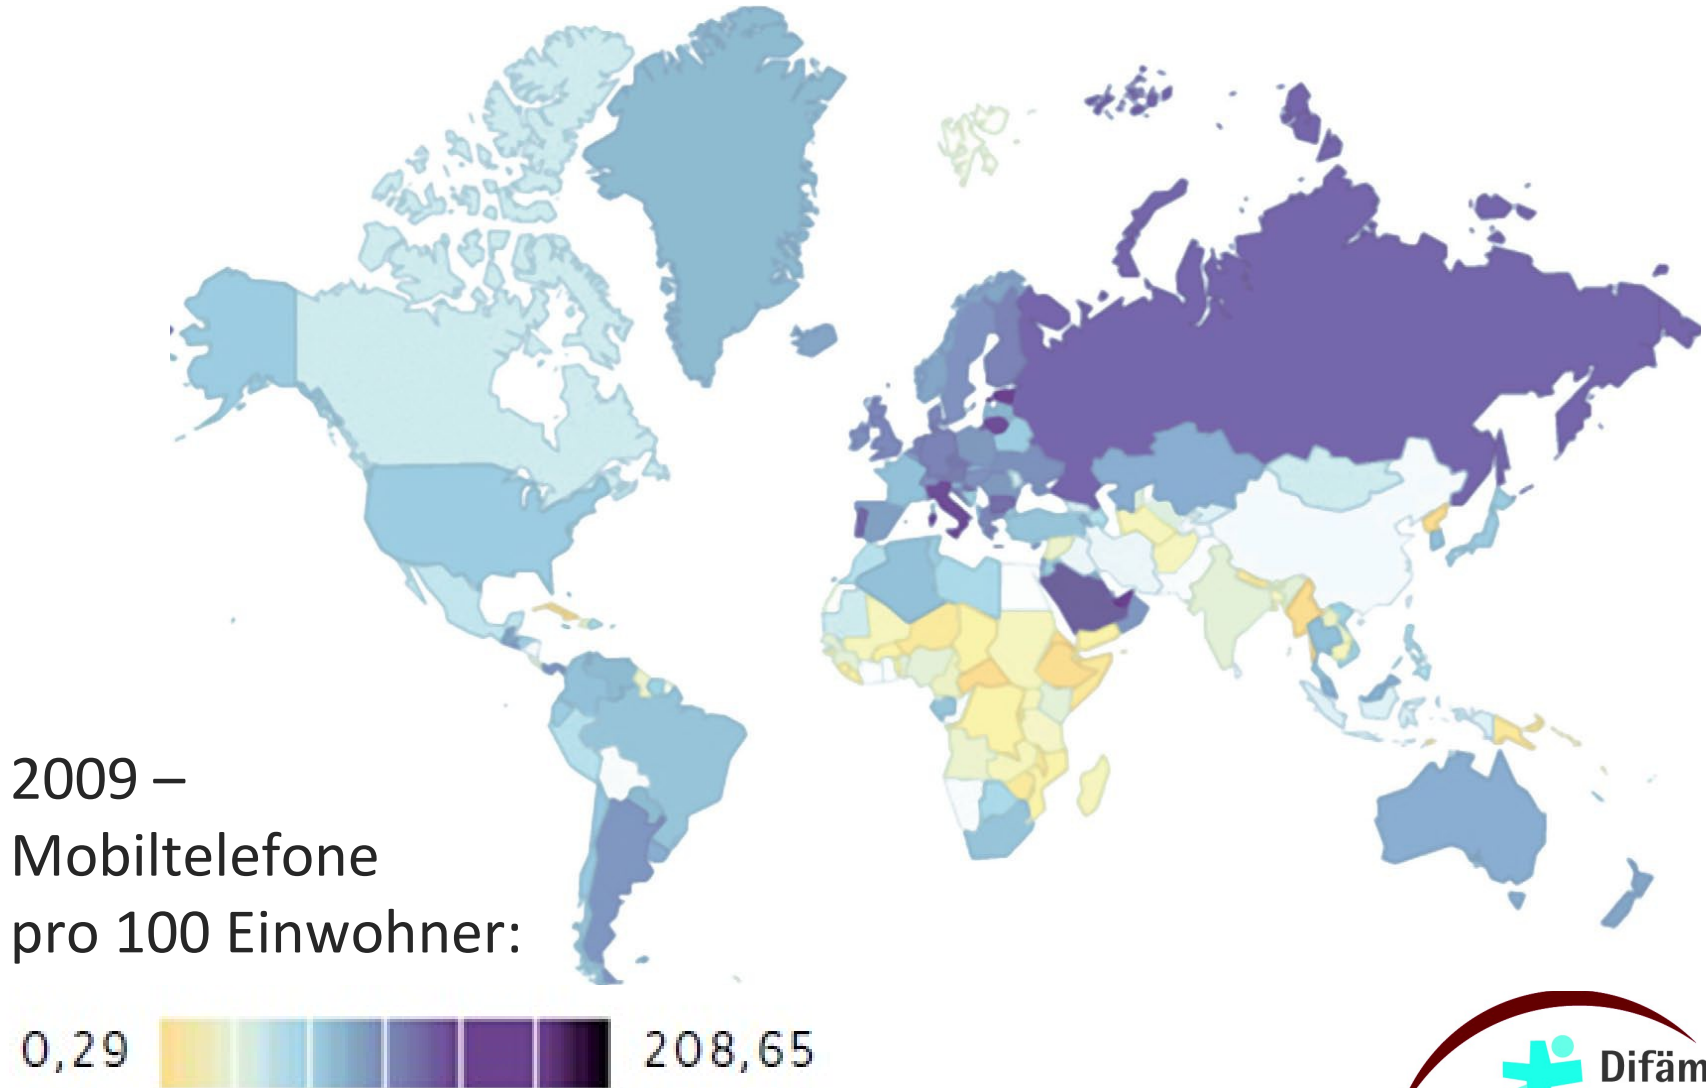 2009 –
Mobiltelefone
pro 100 Einwohner:
0,29
208,65
Difäm